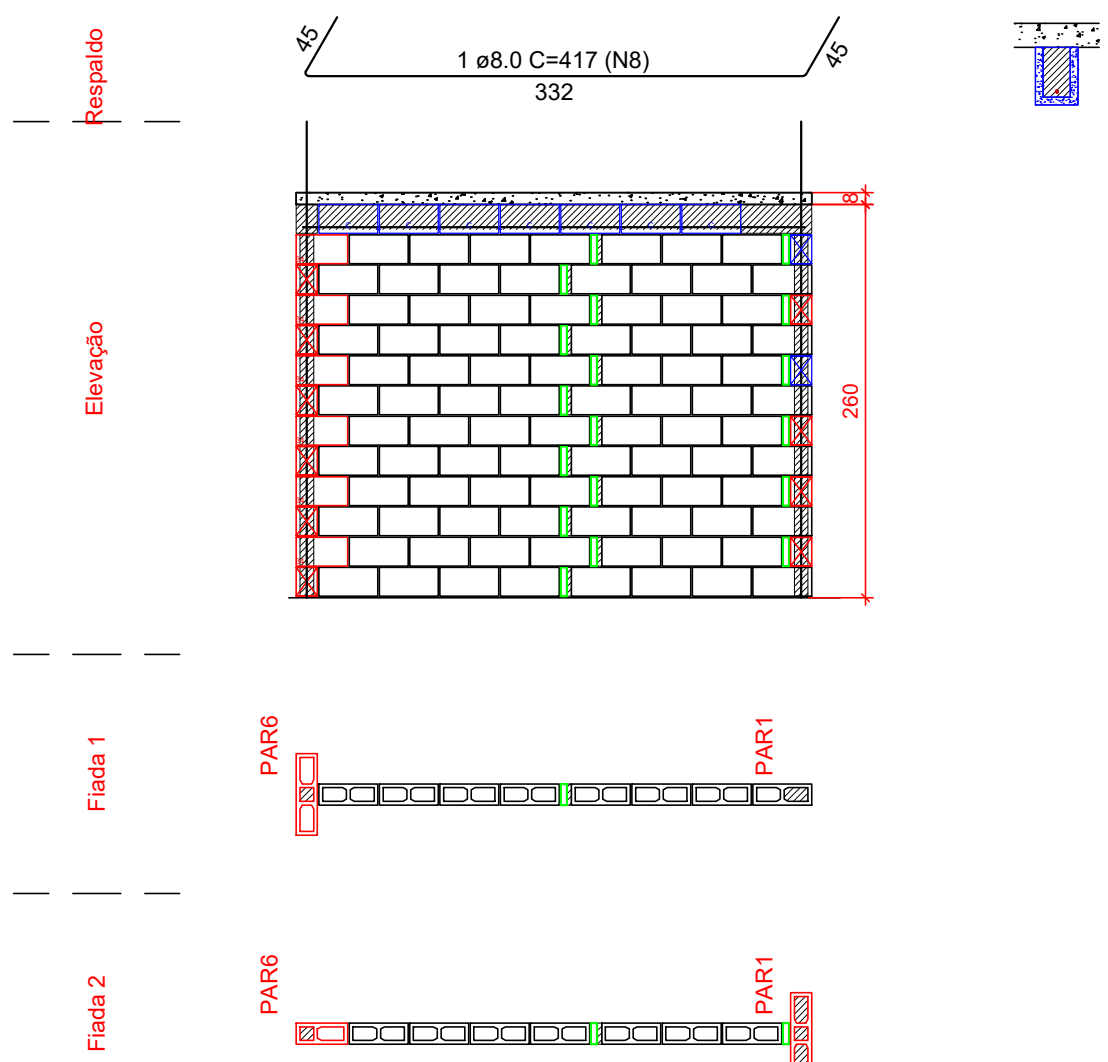 Respaldo
45
1 ø8.0 C=417 (N8)
45
332
Elevação
8
260
Fiada 1
PAR6
PAR1
Fiada 2
PAR6
PAR1